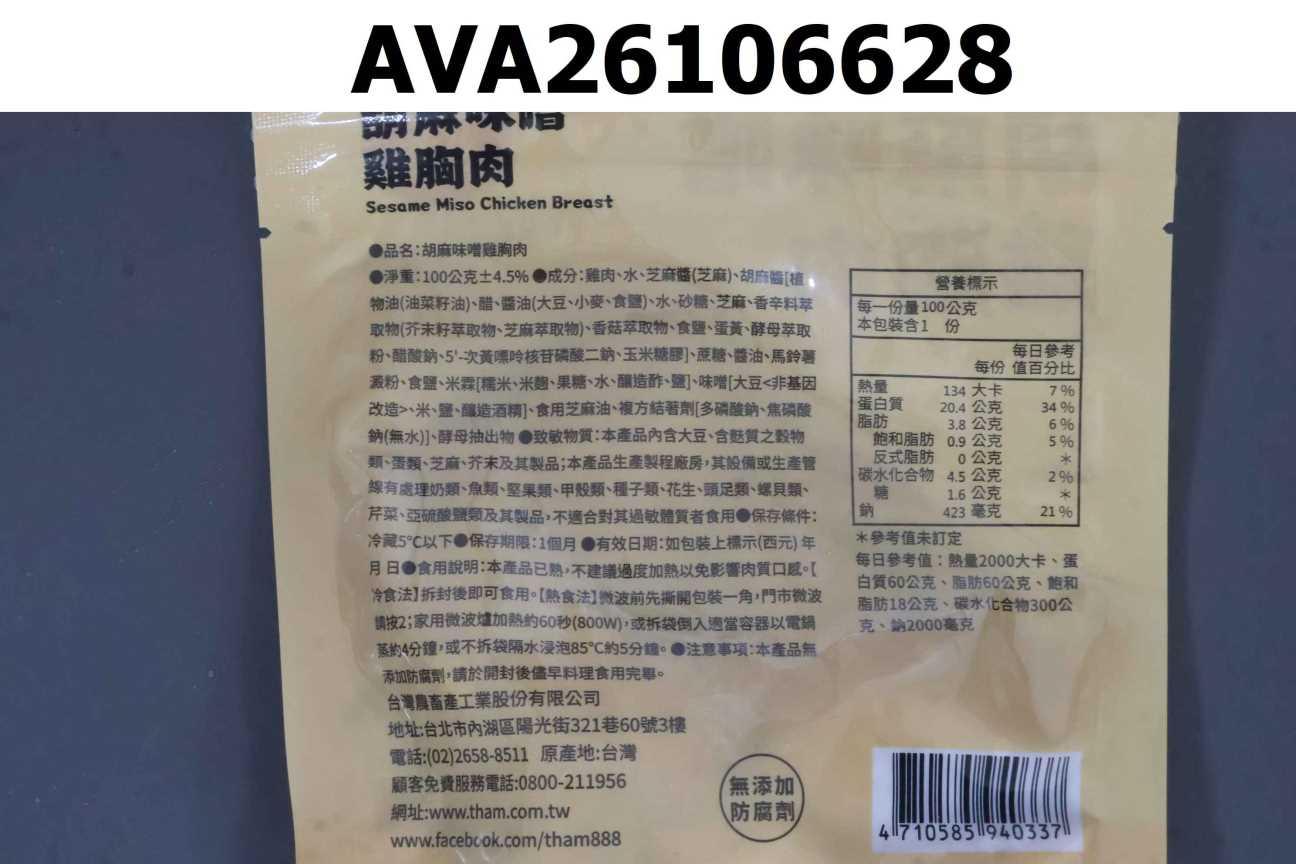 AVA26106628
胡麻味噌
雞胸肉
Sesame Miso Chicken Breast
●品名:胡麻味噌雞胸肉
●淨重:100公克±4.5% ●成分:雞肉、水、芝麻醬(芝麻)、胡麻醬[植
物油(油菜籽油)、醋、醬油(大豆、小麥、食鹽)、水、砂糖、芝麻、香辛料萃
取物(芥末籽萃取物、芝麻萃取物)、香菇萃取物、食鹽、蛋黃、酵母萃取
粉、醋酸鈉、5'-次黃嘌呤核苷磷酸二鈉、玉米糖膠]、蔗糖、醬油、馬鈴薯
澱粉、食鹽、米霖[糯米、米麴、果糖、水、釀造酢、鹽]、味噌[大豆<非基因
改造>、米、鹽、釀造酒精]、食用芝麻油、複方結著劑[多磷酸鈉、焦磷酸
鈉(無水)]、酵母抽出物 ●致敏物質:本產品內含大豆、含麩質之穀物
類、蛋類、芝麻、芥末及其製品;本產品生產製程廠房,其設備或生產管
線有處理奶類、魚類、堅果類、甲殼類、種子類、花生、頭足類、螺貝類、
芹菜、亞硫酸鹽類及其製品,不適合對其過敏體質者食用●保存條件:
冷藏5℃以下●保存期限:1個月 ●有效日期:如包裝上標示(西元) 年
月 日●食用說明:本產品已熟,不建議過度加熱以免影響肉質口感。【
冷食法】拆封後即可食用。【熱食法】微波前先撕開包裝一角,門市微波
請按2;家用微波爐加熱約60秒(800W),或拆袋倒入適當容器以電鍋
蒸約4分鐘,或不拆袋隔水浸泡85℃約5分鐘。●注意事項:本產品無
添加防腐劑,請於開封後儘早料理食用完畢。
台灣農畜產工業股份有限公司
地址:台北市內湖區陽光街321巷60號3樓
電話:(02)2658-8511 原產地:台灣
顧客免費服務電話:0800-211956
網址:www.tham.com.tw
www.facebook.com/tham888
營養標示
每一份量100公克
本包裝含1 份
每日參考
每份 值百分比
熱量 134 大卡 7 %
蛋白質 20.4 公克 34 %
脂肪 3.8 公克 6 %
飽和脂肪 0.9 公克 5 %
反式脂肪 0 公克 *
碳水化合物 4.5 公克 2 %
糖 1.6 公克 *
鈉 423 毫克 21 %
*參考值未訂定
每日參考值:熱量2000大卡、蛋
白質60公克、脂肪60公克、飽和
脂肪18公克、碳水化合物300公
克、鈉2000毫克
無添加
防腐劑
4 710585 940337